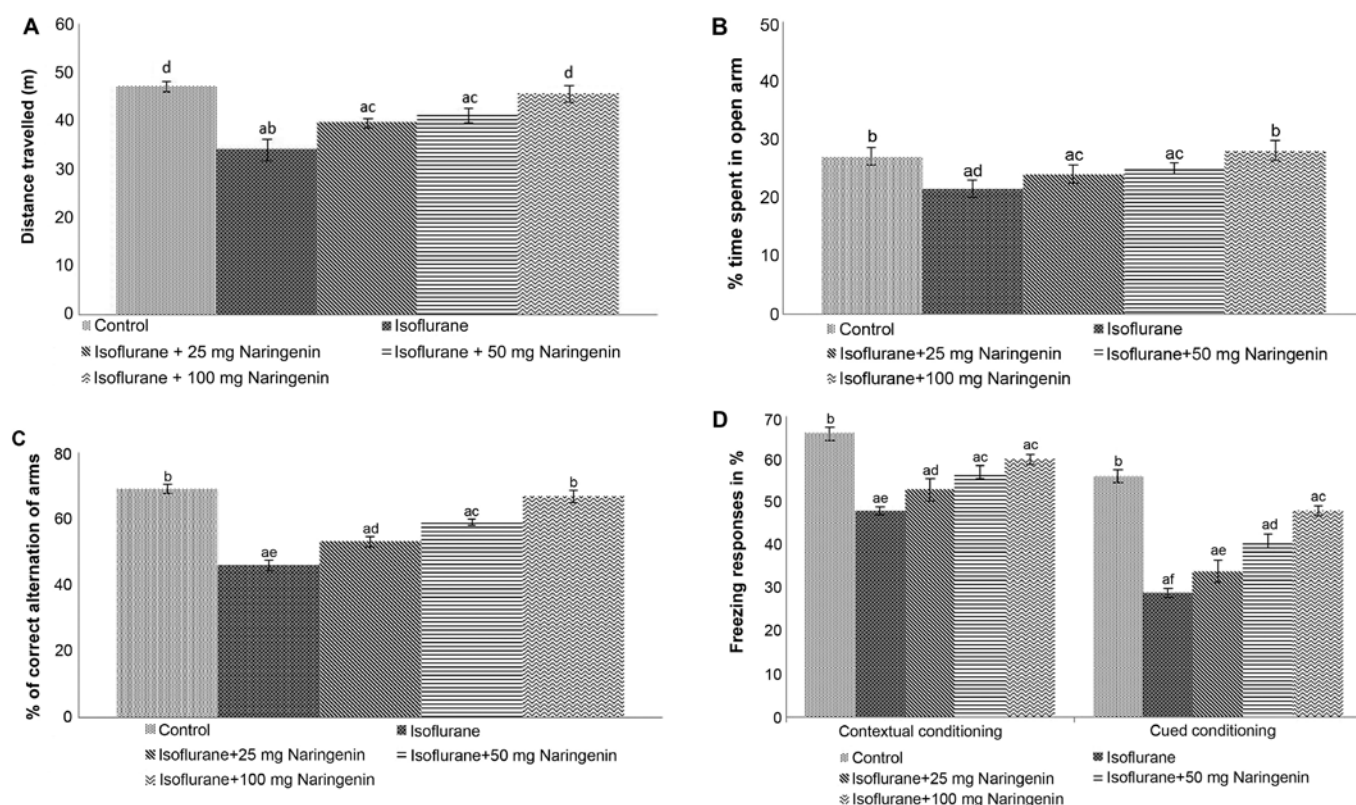 A
Distance travelled (m)
60
50
40
30
20
10
0
d
ab
ac
ac
d
Control
Isoflurane
Isoflurane + 25 mg Naringenin
Isoflurane + 50 mg Naringenin
Isoflurane + 100 mg Naringenin
B
% time spent in open arm
50
40
30
20
10
0
b
ad
ac
ac
b
Control
Isoflurane
Isoflurane+25 mg Naringenin
Isoflurane+50 mg Naringenin
Isoflurane+100 mg Naringenin
C
% of correct alternation of arms
80
60
40
20
0
b
ae
ad
ac
b
Control
Isoflurane
Isoflurane+25 mg Naringenin
Isoflurane+50 mg Naringenin
Isoflurane+100 mg Naringenin
D
Freezing responses in %
70
60
50
40
30
20
10
0
b
ae
ad
ac
ac
b
af
ae
ad
ac
Contextual conditioning
Cued conditioning
Control
Isoflurane
Isoflurane+25 mg Naringenin
Isoflurane+50 mg Naringenin
Isoflurane+100 mg Naringenin